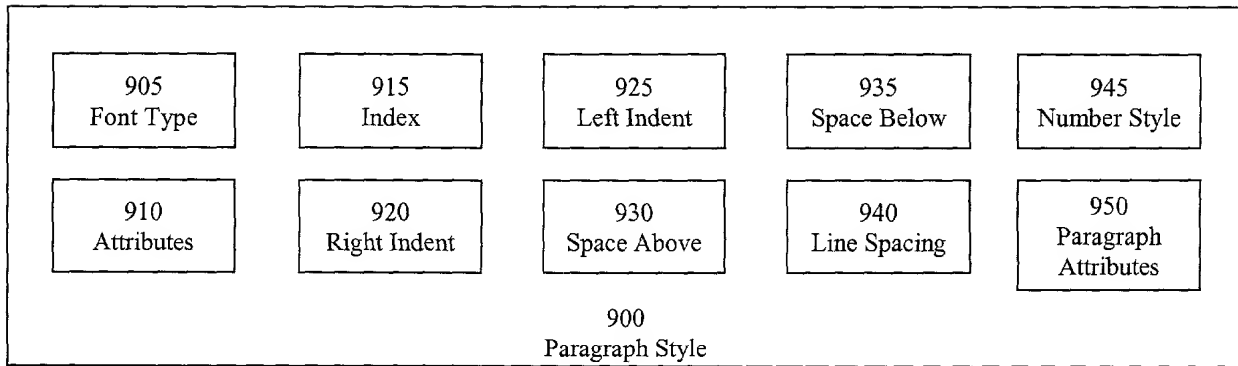 905
Font Type
915
Index
925
Left Indent
935
Space Below
945
Number Style
910
Attributes
920
Right Indent
930
Space Above
940
Line Spacing
950
Paragraph
Attributes
900
Paragraph Style